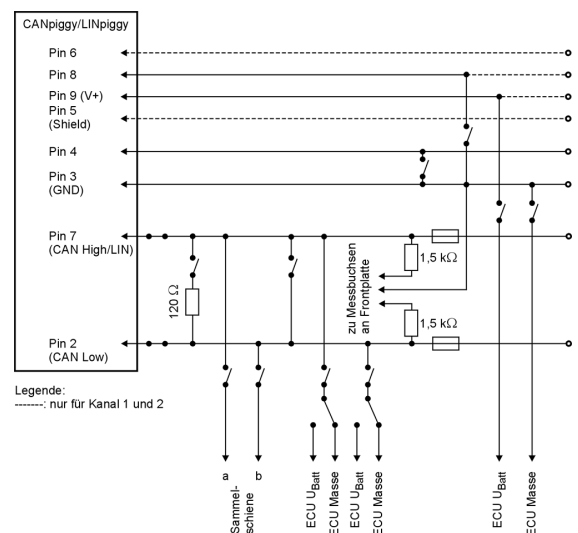 CANpiggy/LINpiggy
Pin 6
Pin 8
Pin 9 (V+)
Pin 5
(Shield)
Pin 4
Pin 3
(GND)
Pin 7
(CAN High/LIN)
120 Ω
zu Messbuchsen
an Frontplatte
1,5 kΩ
1,5 kΩ
Pin 2
(CAN Low)
Legende:
-------: nur für Kanal 1 und 2
a
b
Sammel-
schiene
ECU UBatt
ECU Masse
ECU UBatt
ECU Masse
ECU UBatt
ECU Masse